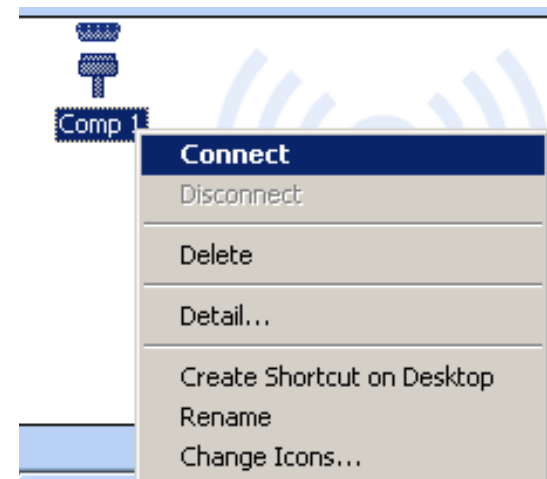 Comp 1
Connect
Disconnect
Delete
Detail...
Create Shortcut on Desktop
Rename
Change Icons...